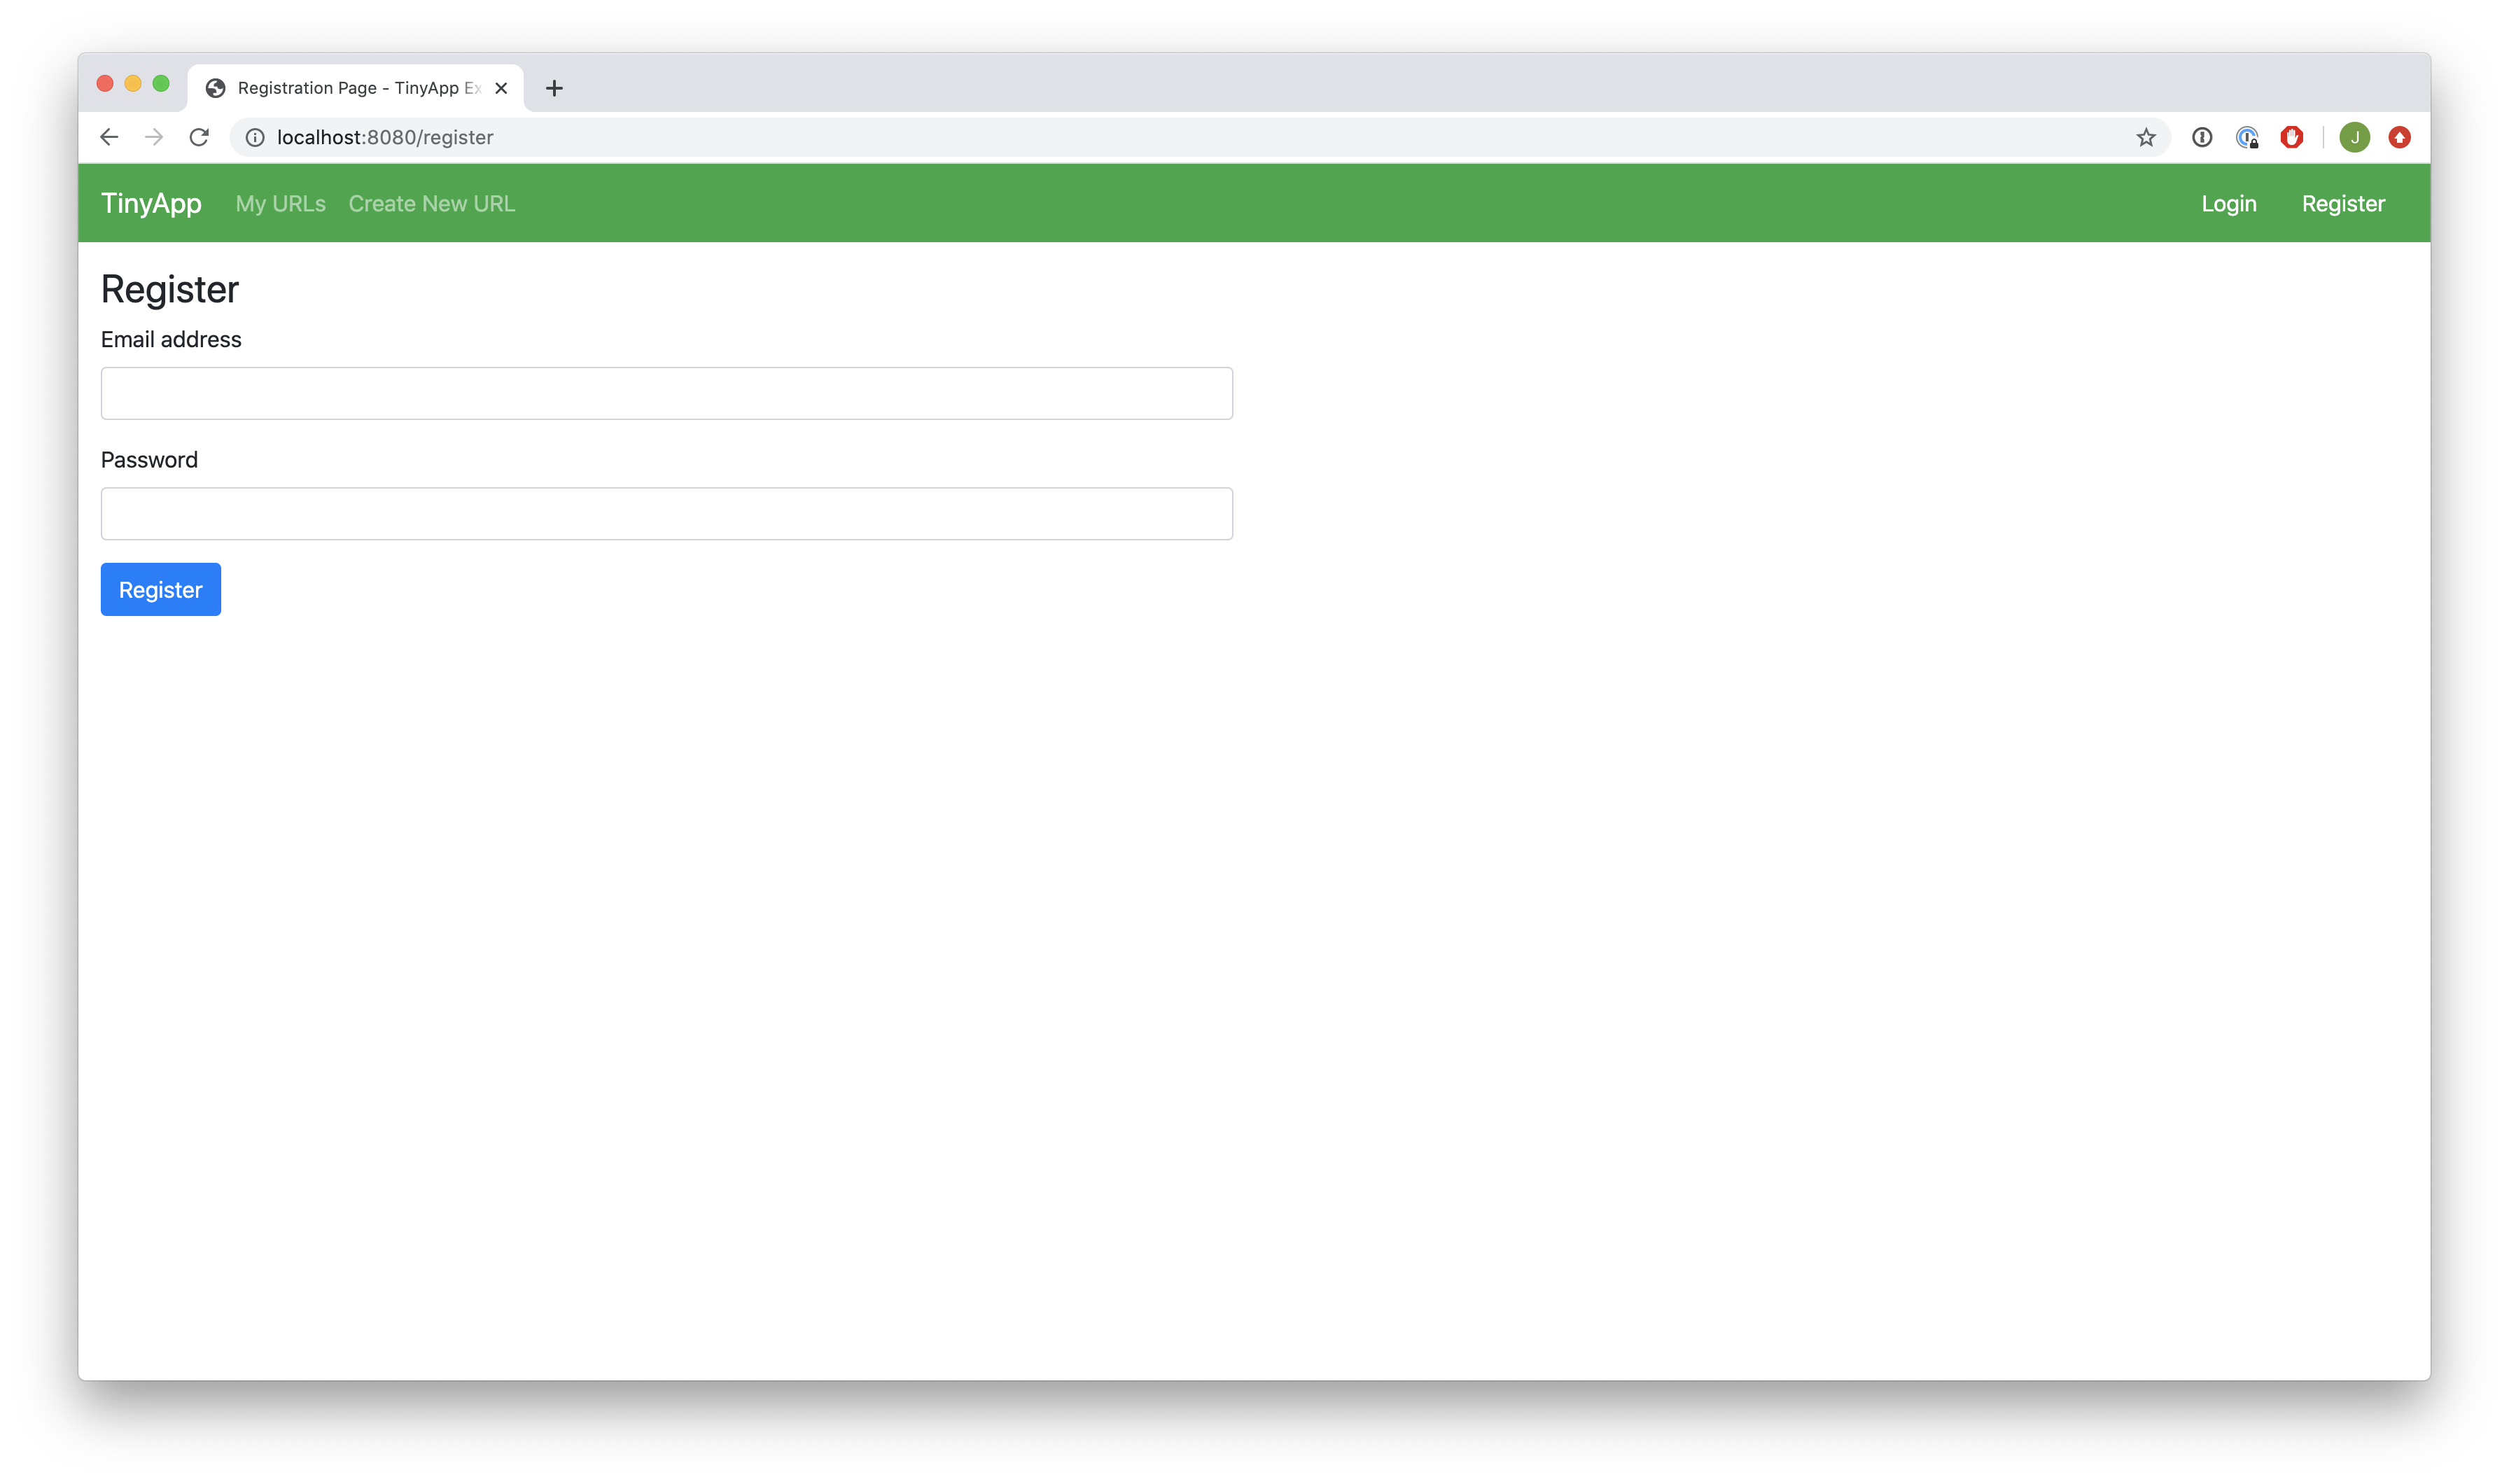 Registration Page - TinyApp Ex
localhost:8080/register
J
TinyApp My URLs Create New URL Login Register
Register
Email address
Password
Register